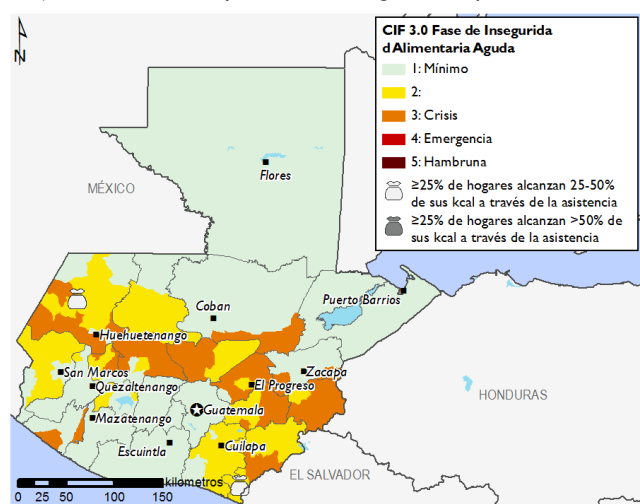 CIF 3.0 Fase de Insegurida
d Alimentaria Aguda
1: Mínimo
2:
3: Crisis
4: Emergencia
5: Hambruna
≥25% de hogares alcanzan 25-50%
de sus kcal a través de la asistencia
≥25% de hogares alcanzan >50% de
sus kcal a través de la asistencia
N
MÉXICO
Flores
Coban
Puerto Barrios
Huehuetenango
San Marcos
Zacapa
Quezaltenango
El Progreso
HONDURAS
Guatemala
Mazatenango
Escuintla
Cuilapa
EL SALVADOR
kilometros
0 25 50 100 150